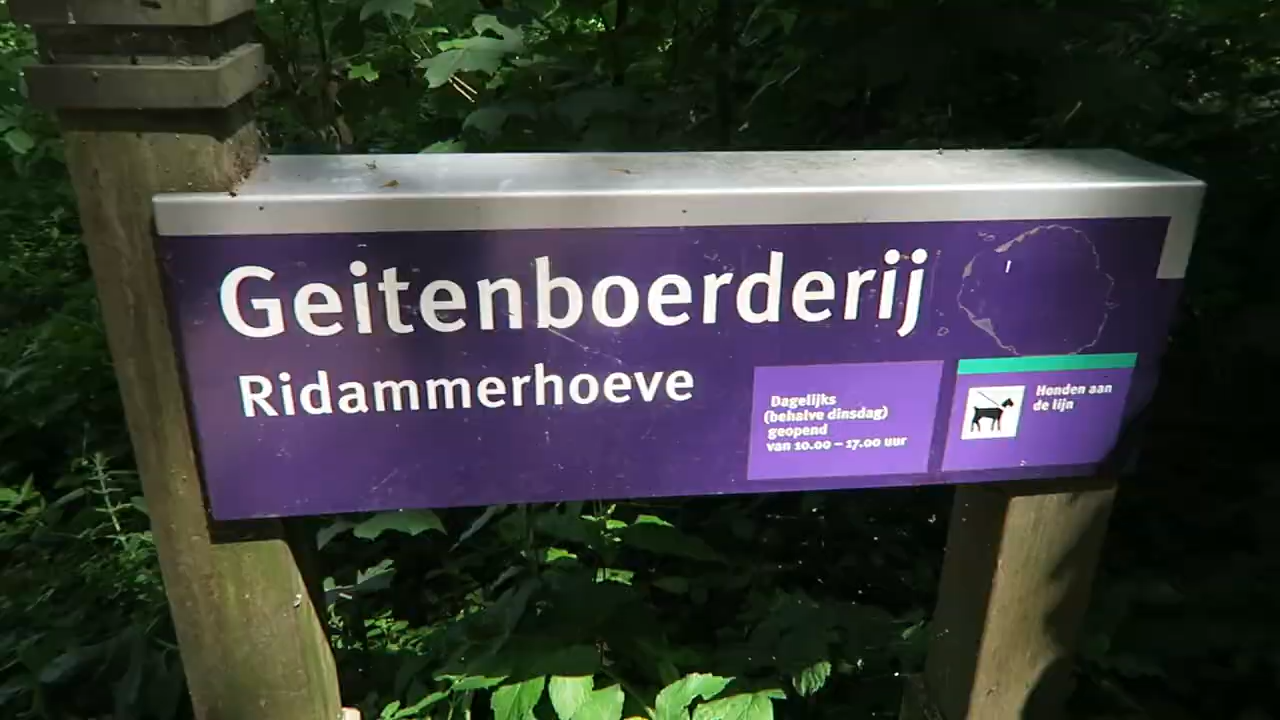 Geitenboerderij
Ridammerhoeve
Dagelijks
(behalve dinsdag)
geopend
van 10.00 – 17.00 uur
Honden aan
de lijn